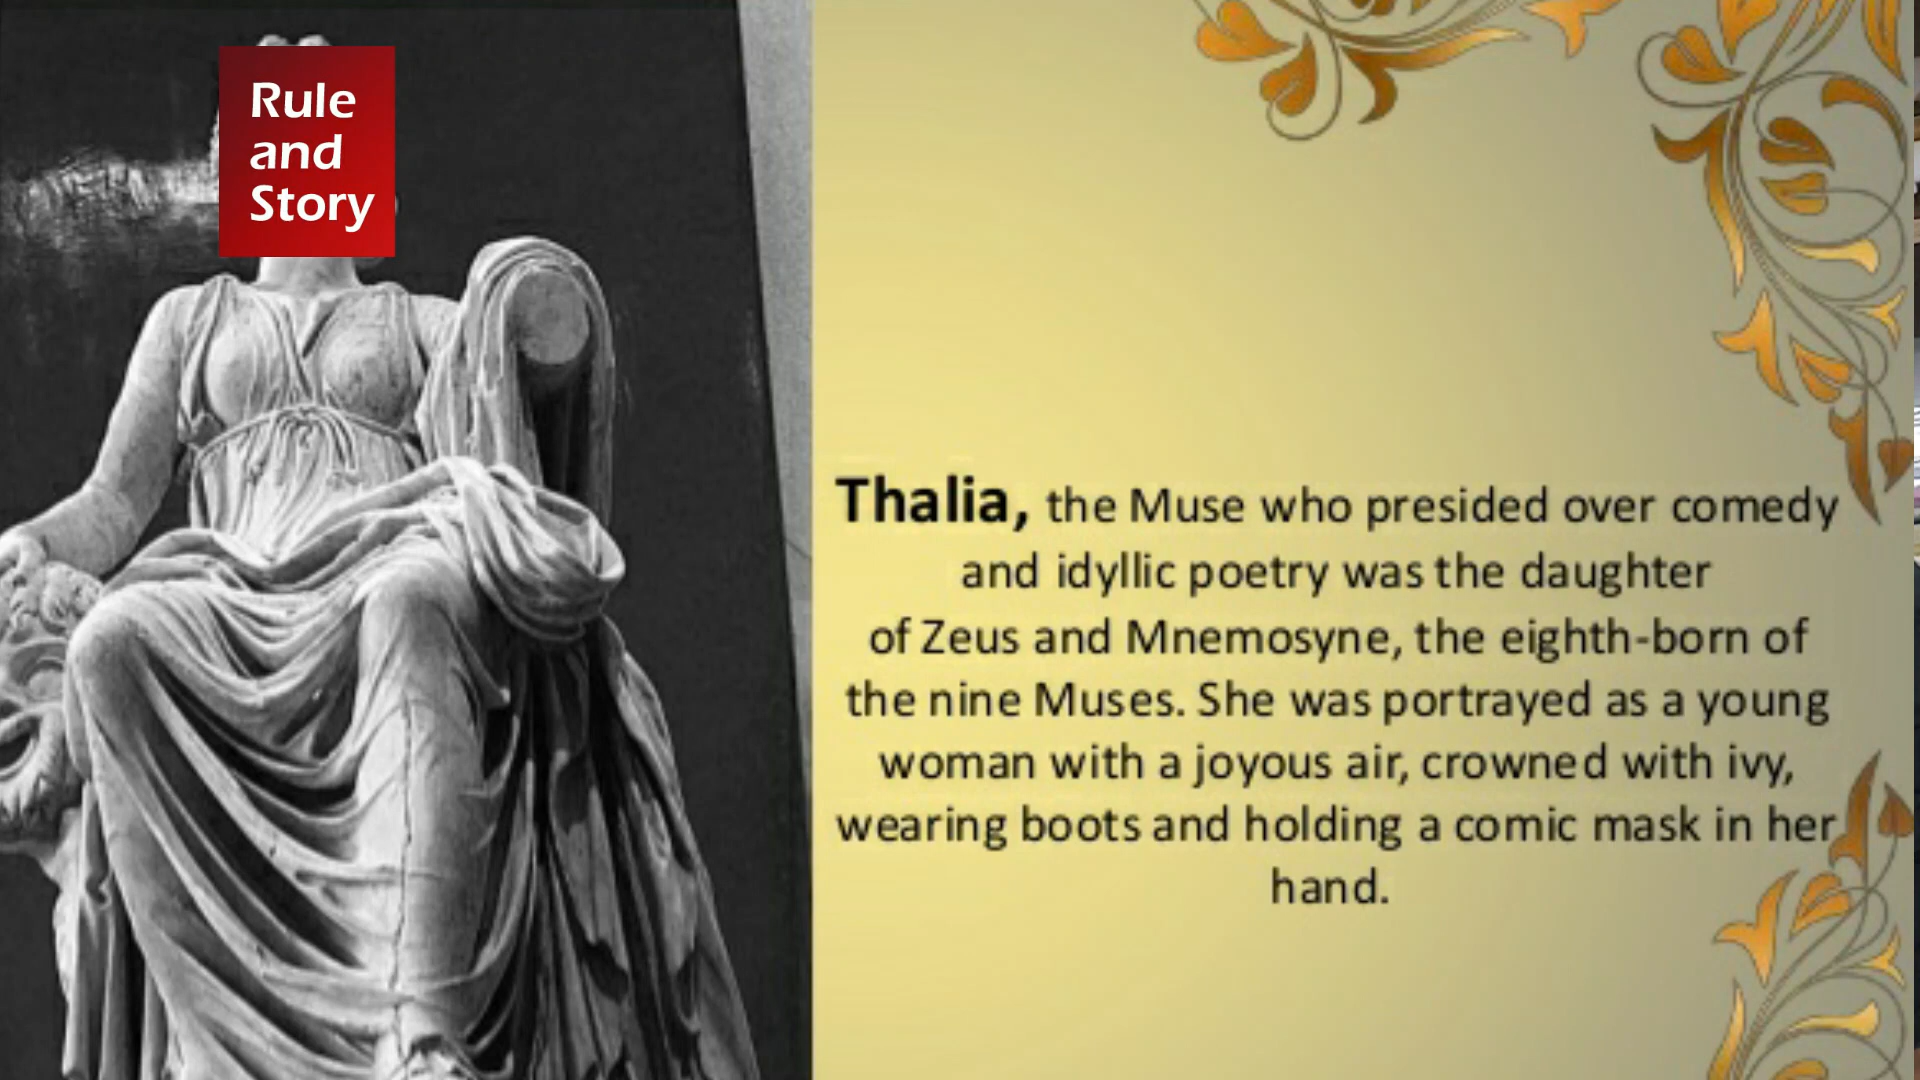 Rule
and
Story
Thalia, the Muse who presided over comedy
and idyllic poetry was the daughter
of Zeus and Mnemosyne, the eighth-born of
the nine Muses. She was portrayed as a young
woman with a joyous air, crowned with ivy,
wearing boots and holding a comic mask in her
hand.